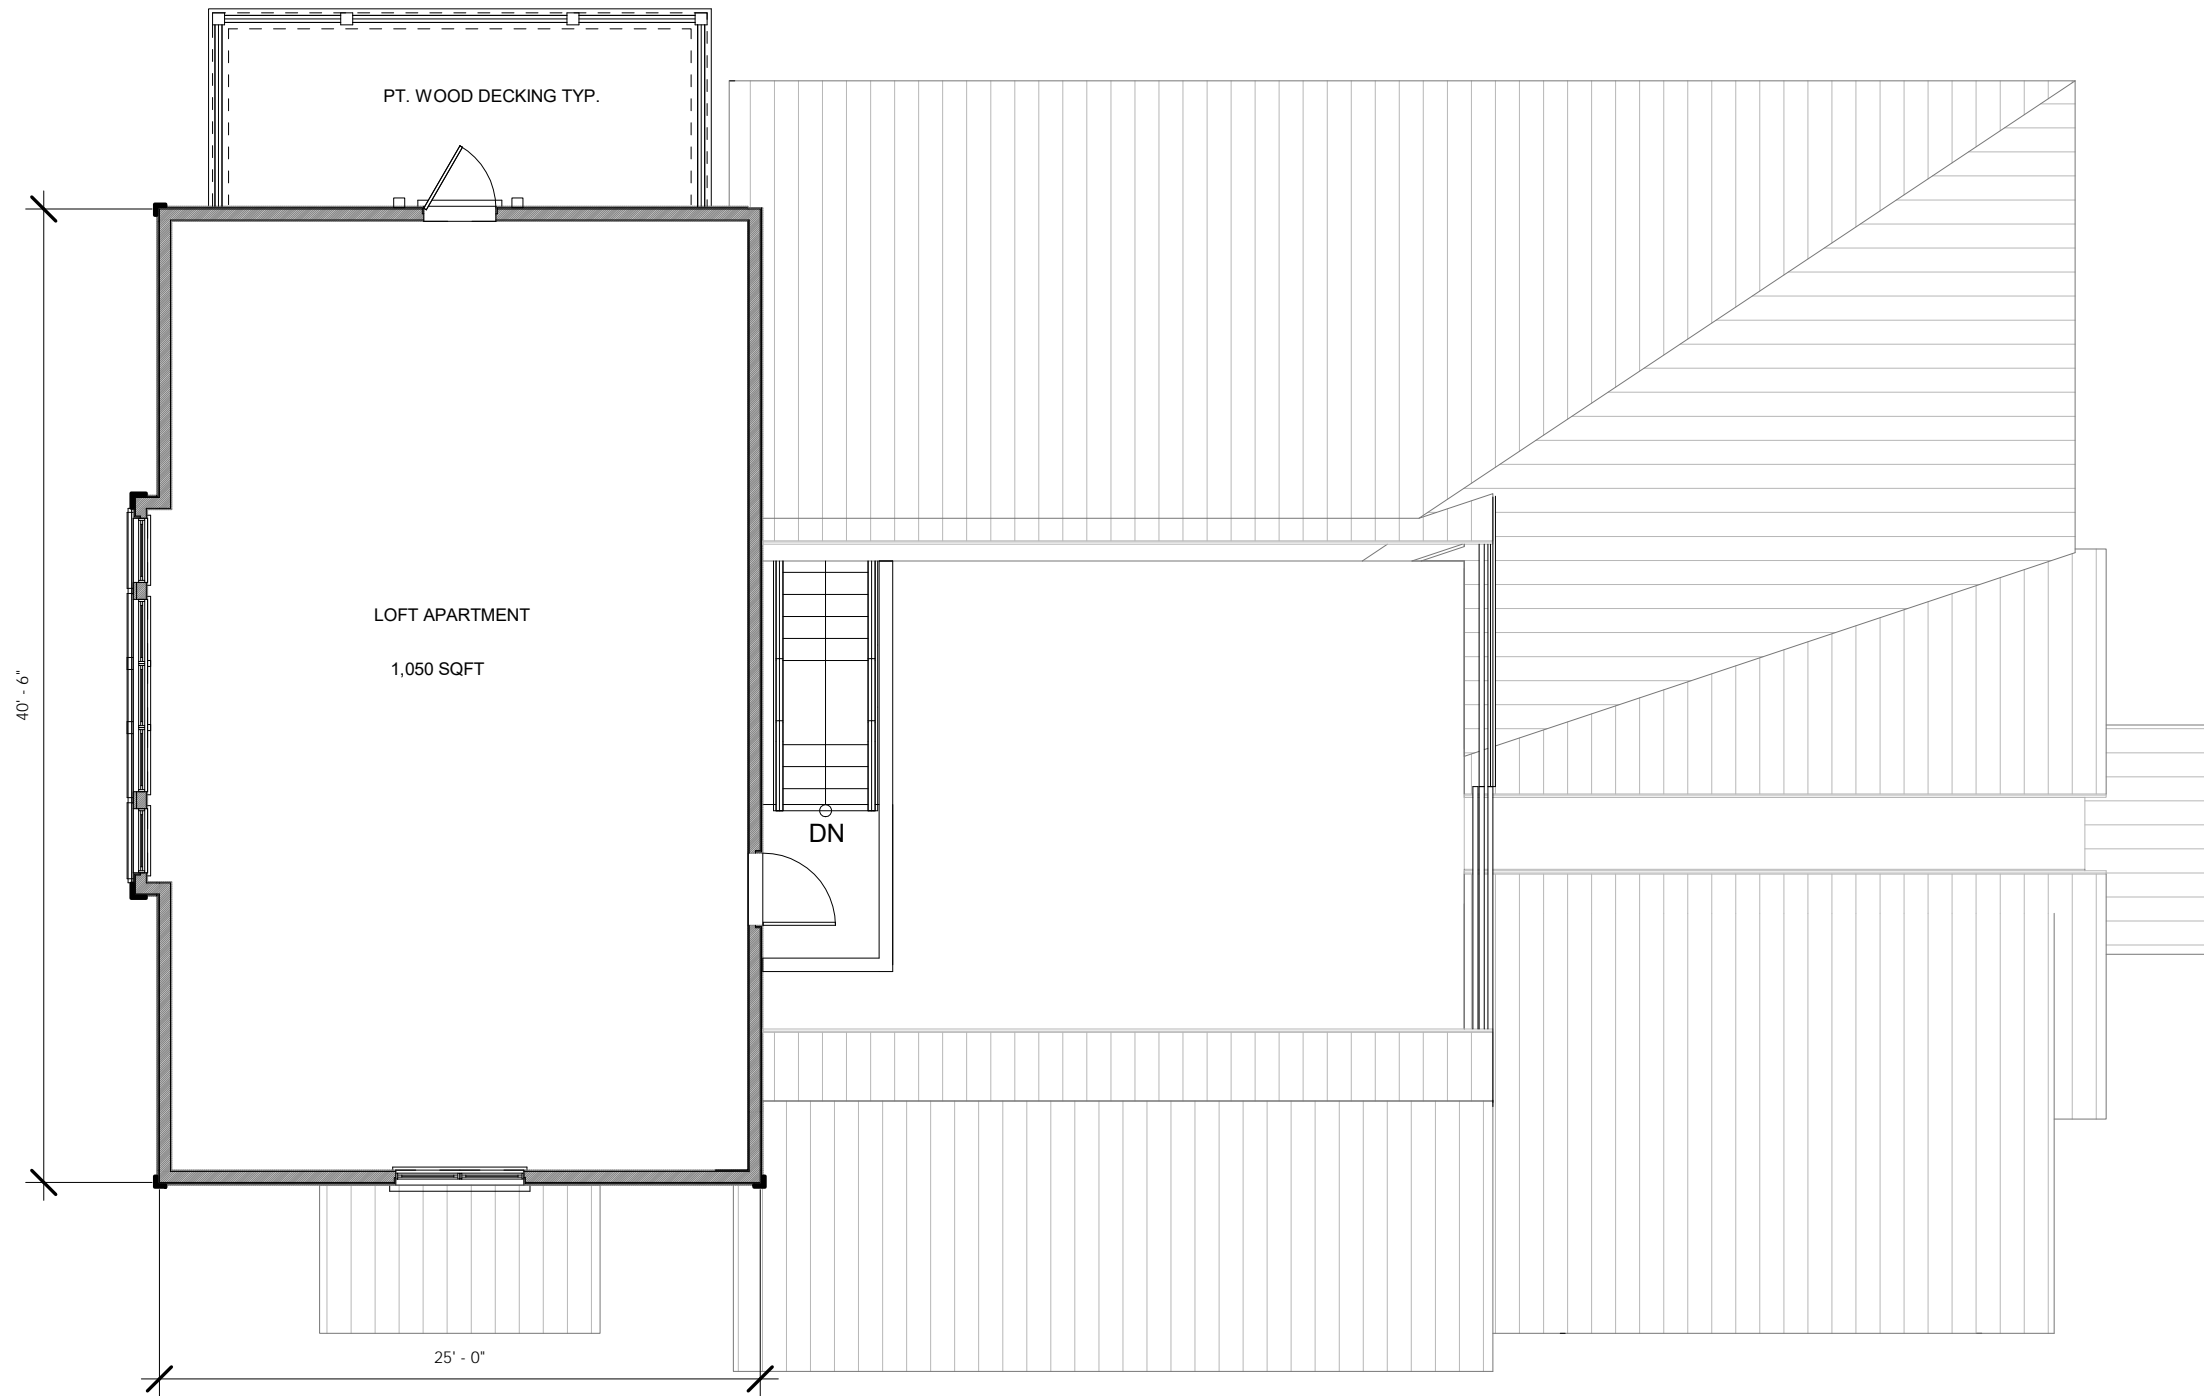 PT. WOOD DECKING TYP.
LOFT APARTMENT
1,050 SQFT
40' - 6"
DN
25' - 0"